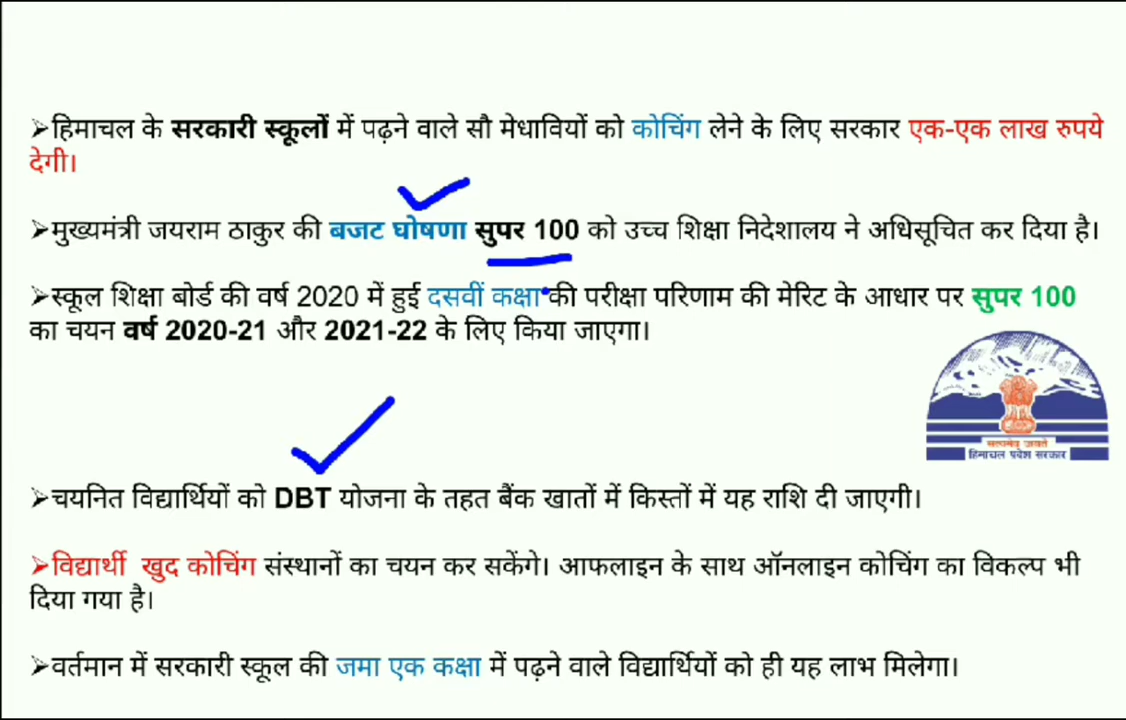 ➢हिमाचल के सरकारी स्कूलों में पढ़ने वाले सौ मेधावियों को कोचिंग लेने के लिए सरकार एक-एक लाख रुपये
देगी।
➢मुख्यमंत्री जयराम ठाकुर की बजट घोषणा सुपर 100 को उच्च शिक्षा निदेशालय ने अधिसूचित कर दिया है।
➢स्कूल शिक्षा बोर्ड की वर्ष 2020 में हुई दसवीं कक्षा की परीक्षा परिणाम की मेरिट के आधार पर सुपर 100
का चयन वर्ष 2020-21 और 2021-22 के लिए किया जाएगा।
सत्यमेव जयते
हिमाचल प्रदेश सरकार
➢चयनित विद्यार्थियों को DBT योजना के तहत बैंक खातों में किस्तों में यह राशि दी जाएगी।
➢विद्यार्थी खुद कोचिंग संस्थानों का चयन कर सकेंगे। आफलाइन के साथ ऑनलाइन कोचिंग का विकल्प भी
दिया गया है।
➢वर्तमान में सरकारी स्कूल की जमा एक कक्षा में पढ़ने वाले विद्यार्थियों को ही यह लाभ मिलेगा।